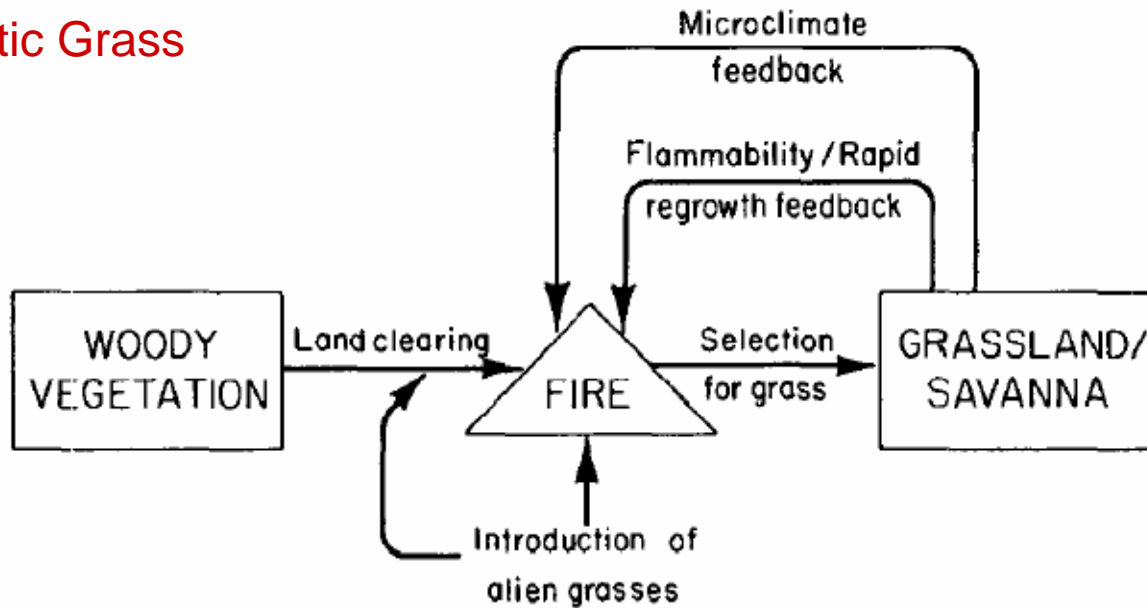 tic Grass
Microclimate
feedback
Flammability/Rapid
regrowth feedback
WOODY
VEGETATION
Land clearing
FIRE
Selection
for grass
GRASSLAND/
SAVANNA
Introduction of
alien grasses